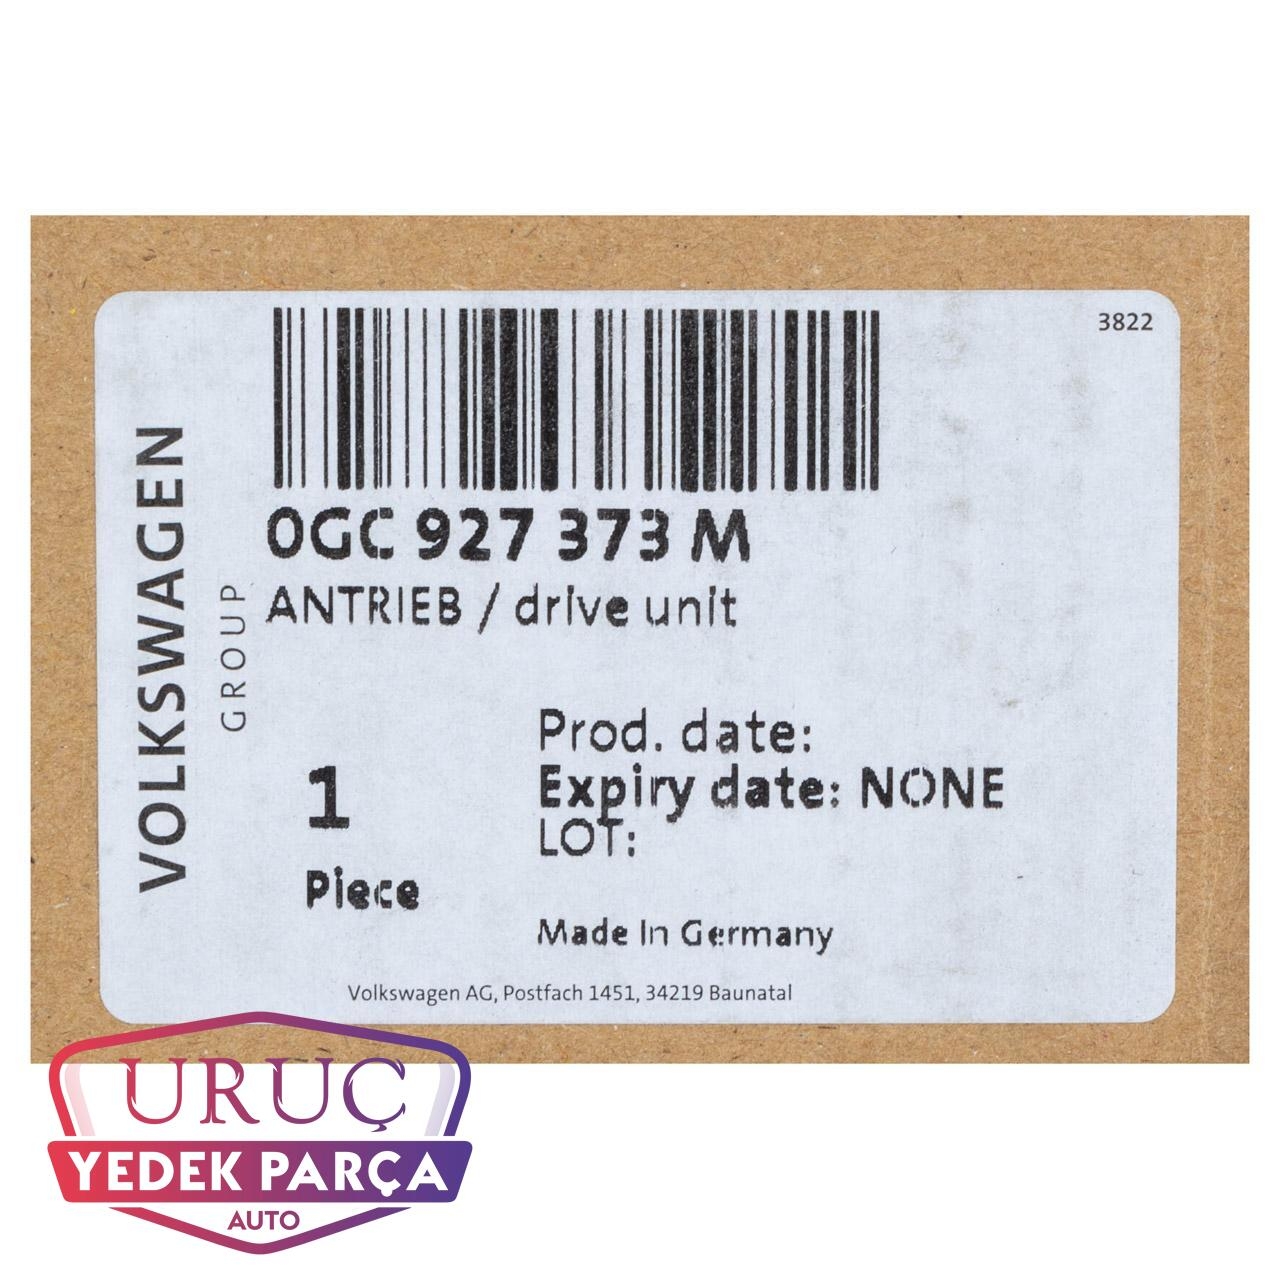 3822
VOLKSWAGEN
GROUP
0GC 927 373 M
ANTRIEB / drive unit
Prod. date:
Expiry date: NONE
LOT:
1
Piece
Made In Germany
Volkswagen AG, Postfach 1451, 34219 Baunatal
URUÇ
YEDEK PARÇA
AUTO